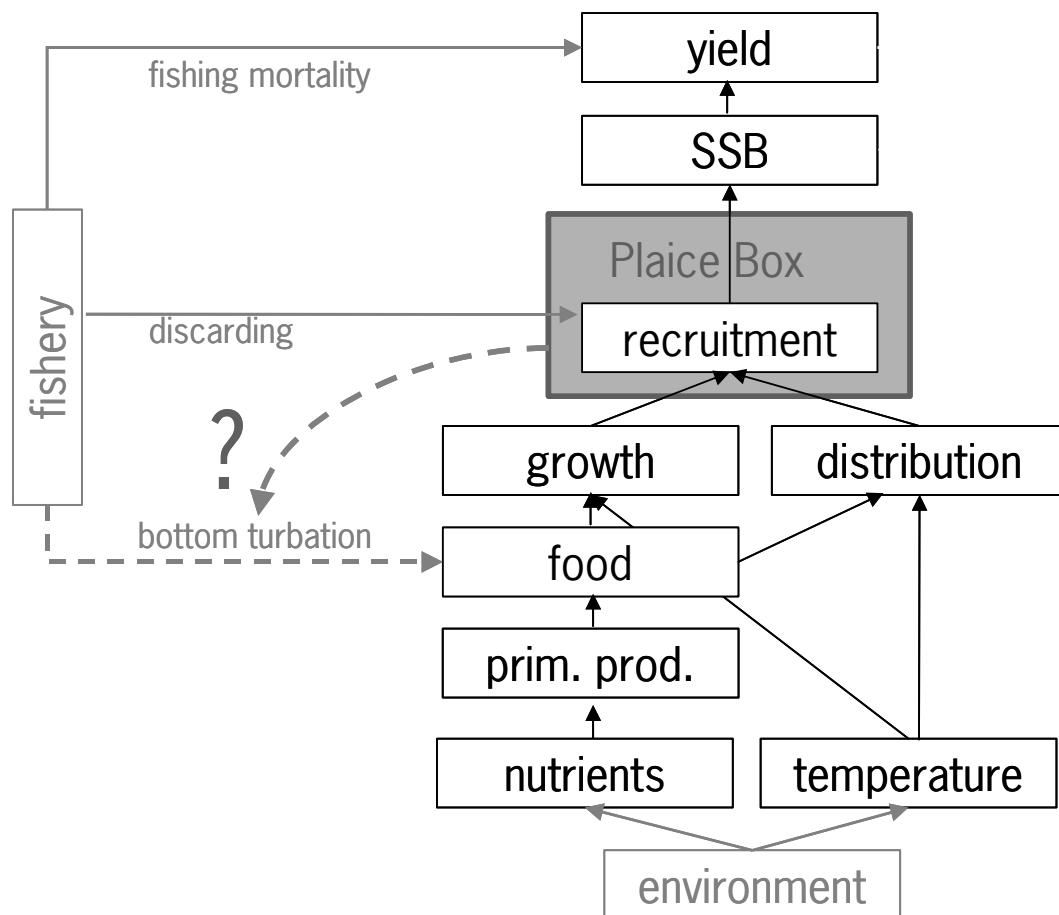 yield
fishing mortality
SSB
Plaice Box
fishery
discarding
recruitment
?
growth
distribution
bottom turbation
food
prim. prod.
nutrients
temperature
environment